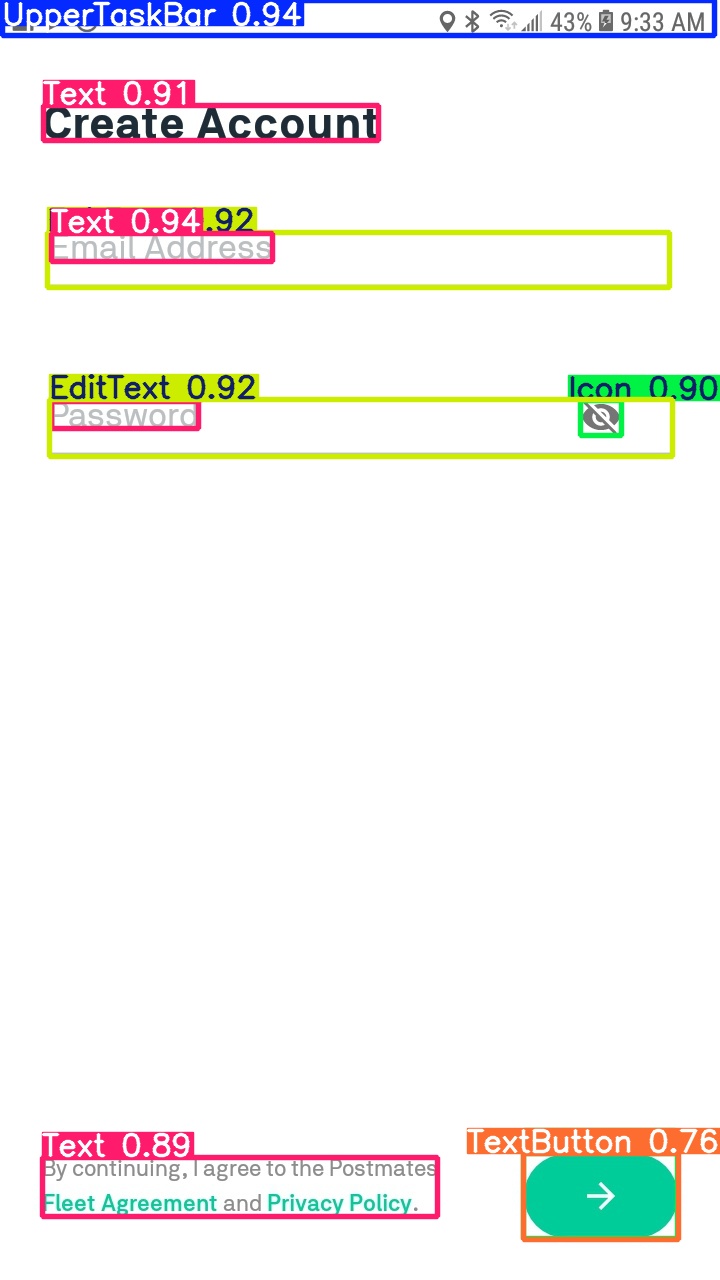 UpperTaskBar 0.94
43% 9:33 AM
Text 0.91
Create Account
Text 0.94 .92
Email Address
EditText 0.92
Icon 0.90
Password
Text 0.89
TextButton 0.76
By continuing, I agree to the Postmates
Fleet Agreement and Privacy Policy.